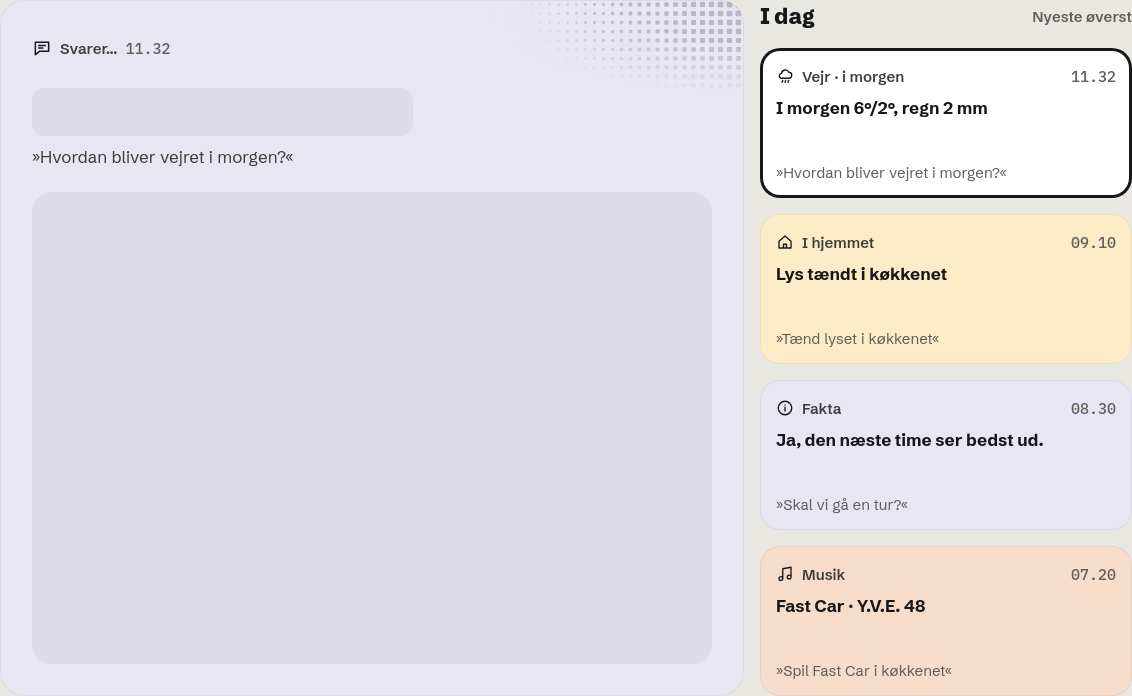 Svarer... 11.32
»Hvordan bliver vejret i morgen?«
I dag
Nyeste øverst
Vejr · i morgen 11.32
I morgen 6°/2°, regn 2 mm
»Hvordan bliver vejret i morgen?«
I hjemmet 09.10
Lys tændt i køkkenet
»Tænd lyset i køkkenet«
Fakta 08.30
Ja, den næste time ser bedst ud.
»Skal vi gå en tur?«
Musik 07.20
Fast Car · Y.V.E. 48
»Spil Fast Car i køkkenet«